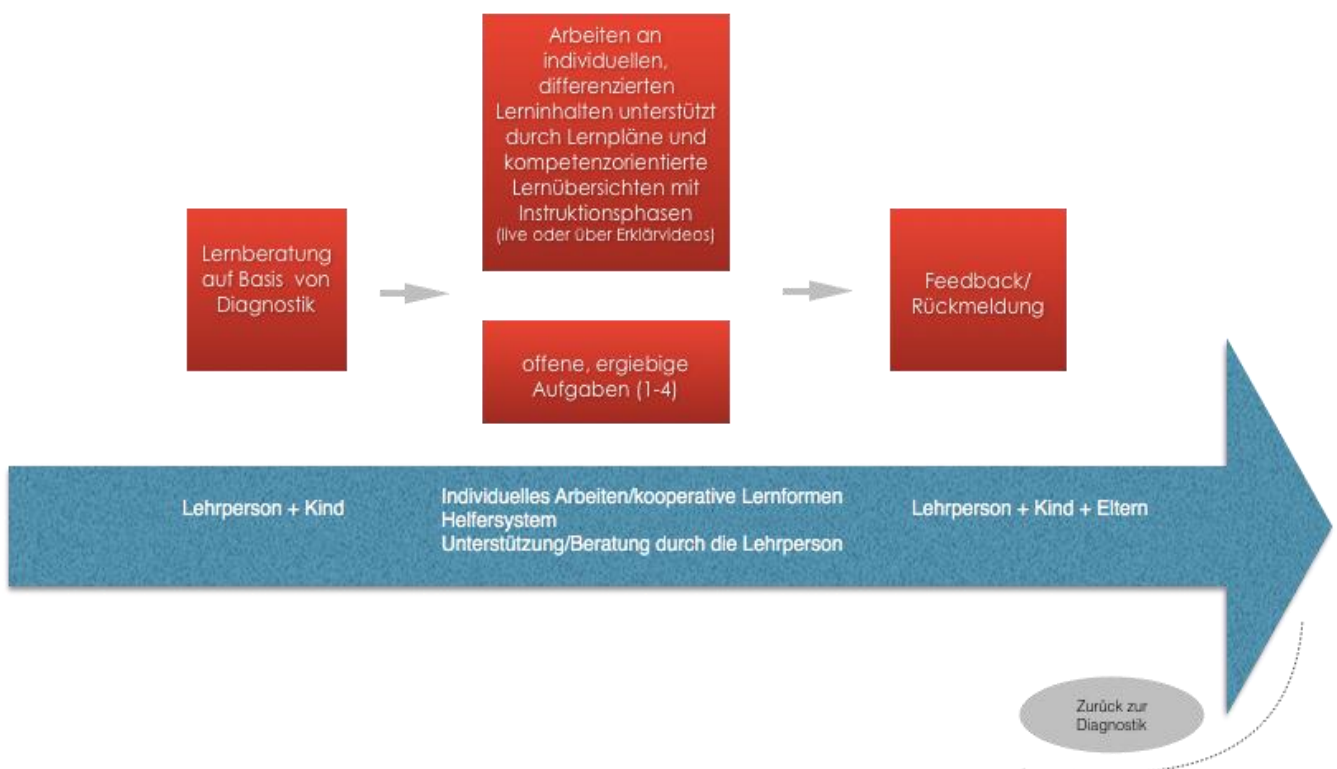 Arbeiten an
individuellen,
differenzierten
Lerninhalten unterstützt
durch Lernpläne und
kompetenzorientierte
Lernübersichten mit
Instruktionsphasen
(live oder über Erklärvideos)
Lernberatung
auf Basis von
Diagnostik
Feedback/
Rückmeldung
offene, ergiebige
Aufgaben (1-4)
Lehrperson + Kind
Individuelles Arbeiten/kooperative Lernformen
Helfersystem
Unterstützung/Beratung durch die Lehrperson
Lehrperson + Kind + Eltern
Zurück zur
Diagnostik